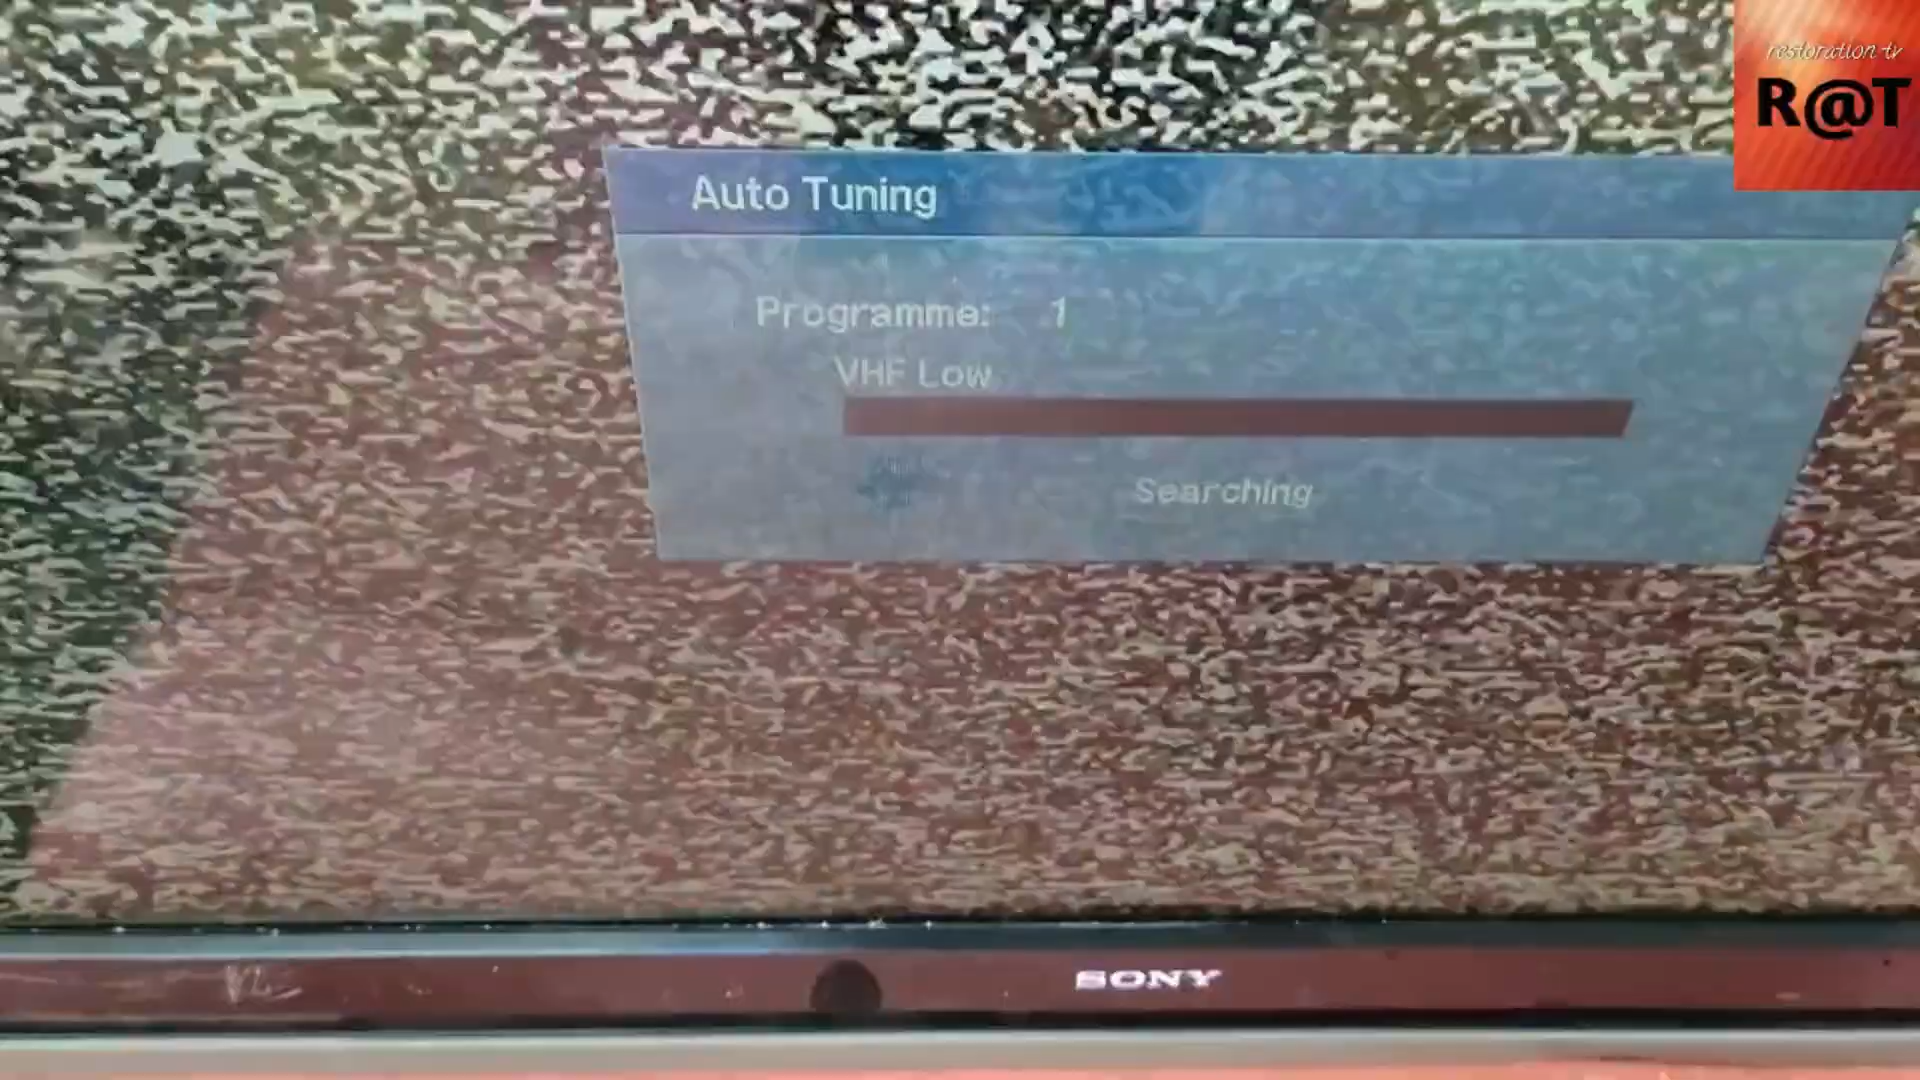 restoration tv
R@T
Auto Tuning
Programme: 1
VHF Low
Searching
SONY